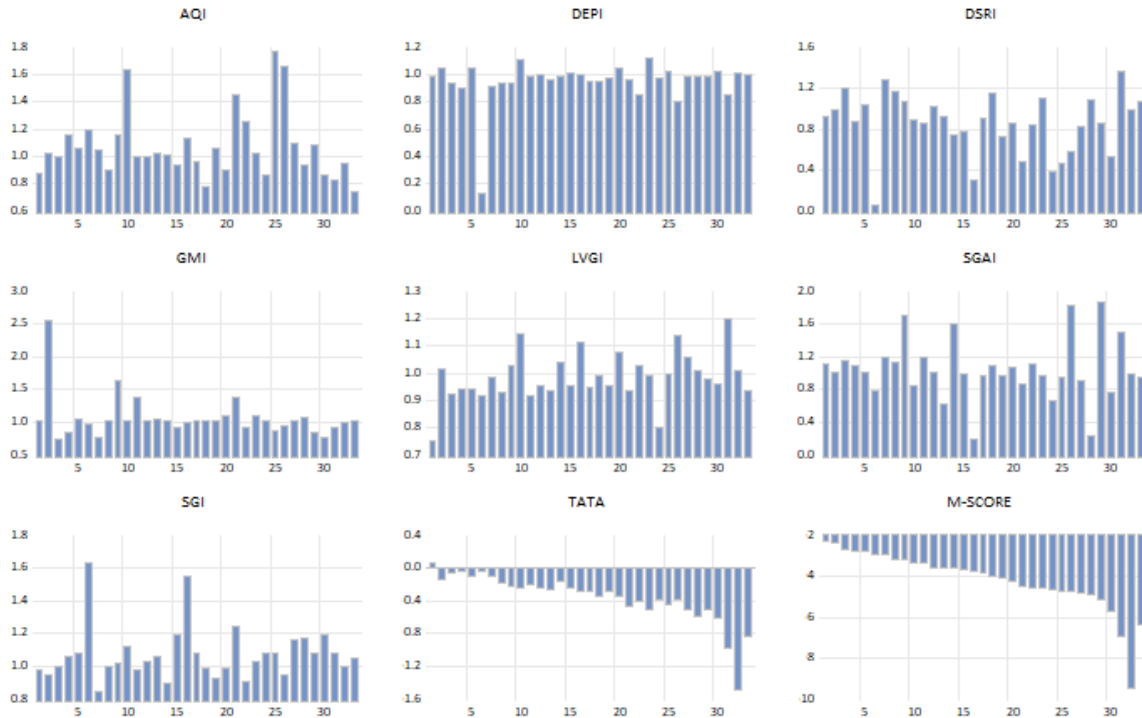 AQI DEPI DSRI
1.8 1.2 1.6
1.6 1.0 1.2
1.4 0.8
1.2 0.6 0.8
1.0 0.4 0.4
0.8 0.2
0.6 0.0 0.0
5 10 15 20 25 30 5 10 15 20 25 30 5 10 15 20 25 30
GMI LVGI SGAI
3.0 1.3 2.0
2.5 1.2 1.6
2.0 1.1 1.2
1.5 1.0 0.8
1.0 0.9 0.4
0.5 0.8 0.0
0.7
5 10 15 20 25 30 5 10 15 20 25 30 5 10 15 20 25 30
SGI TATA M-SCORE
1.8 0.4 -2
1.6 0.0 -4
1.4 -0.4 -6
1.2 -0.8 -8
1.0 -1.2 -10
0.8 -1.6
5 10 15 20 25 30 5 10 15 20 25 30 5 10 15 20 25 30